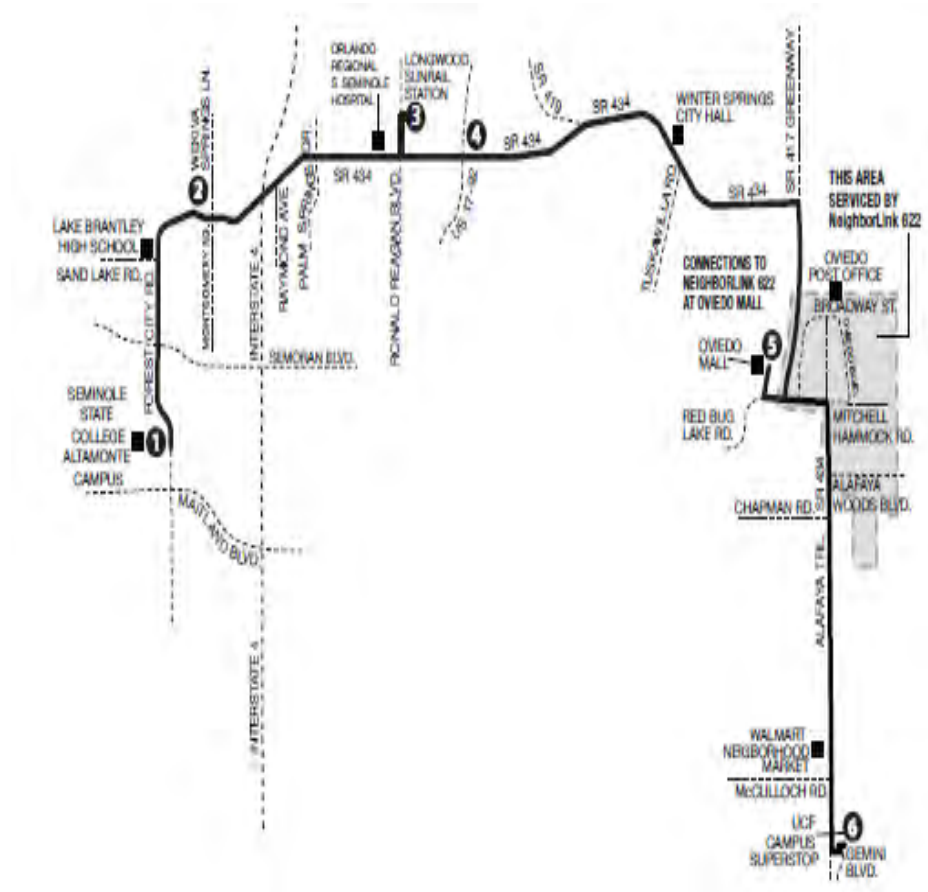 ORLANDO
REGIONAL
S. SEMINOLE
HOSPITAL
LONGWOOD
SUNRAIL
STATION
3
4
SR 419
SR 434
SR 434
SR 434
SR 434
WINTER SPRINGS
CITY HALL
SR 417 GREENWAY
SR 434
THIS AREA
SERVICED BY
NeighborLink 622
WEKIVA
SPRINGS LN.
2
LAKE BRANTLEY
HIGH SCHOOL
SAND LAKE RD.
FOREST CITY RD.
MONTGOMERY RD.
INTERSTATE 4
RAYMOND AVE
PALM SPRINGS DR.
RONALD REAGAN BLVD.
US 17-92
TUSKAWILLA RD.
CONNECTIONS TO
NEIGHBORLINK 622
AT OVIEDO MALL
OVIEDO
POST OFFICE
BROADWAY ST.
SEMORAN BLVD.
OVIEDO
MALL
5
RED BUG
LAKE RD.
MITCHELL
HAMMOCK RD.
SEMINOLE
STATE
COLLEGE
ALTAMONTE
CAMPUS
1
MAITLAND BLVD.
SR 434
ALAFAYA
WOODS BLVD.
CHAPMAN RD.
ALAFAYA TRL.
INTERSTATE 4
WALMART
NEIGBORHOOD
MARKET
McCULLOCH RD.
UCF
CAMPUS
SUPERSTOP
6
GEMINI
BLVD.